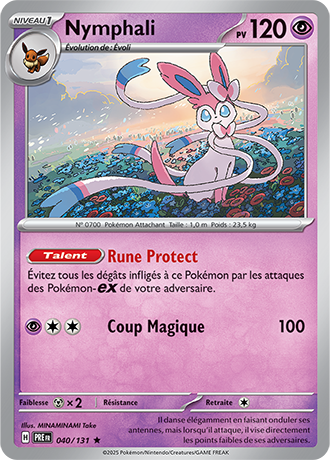 NIVEAU 1
Nymphali
PV 120
Évolution de : Évoli
N° 0700 Pokémon Attachant Taille : 1,0 m Poids : 23,5 kg
Talent Rune Protect
Évitez tous les dégâts infligés à ce Pokémon par les attaques
des Pokémon-ex de votre adversaire.
Coup Magique 100
Faiblesse ×2 Résistance Retraite
Illus. MINAMINAMI Take
H PRE FR 040/131 ★
Il danse élégamment en faisant onduler ses
antennes, mais lorsqu'il attaque, il vise directement
les points faibles de ses adversaires.
©2025 Pokémon/Nintendo/Creatures/GAME FREAK